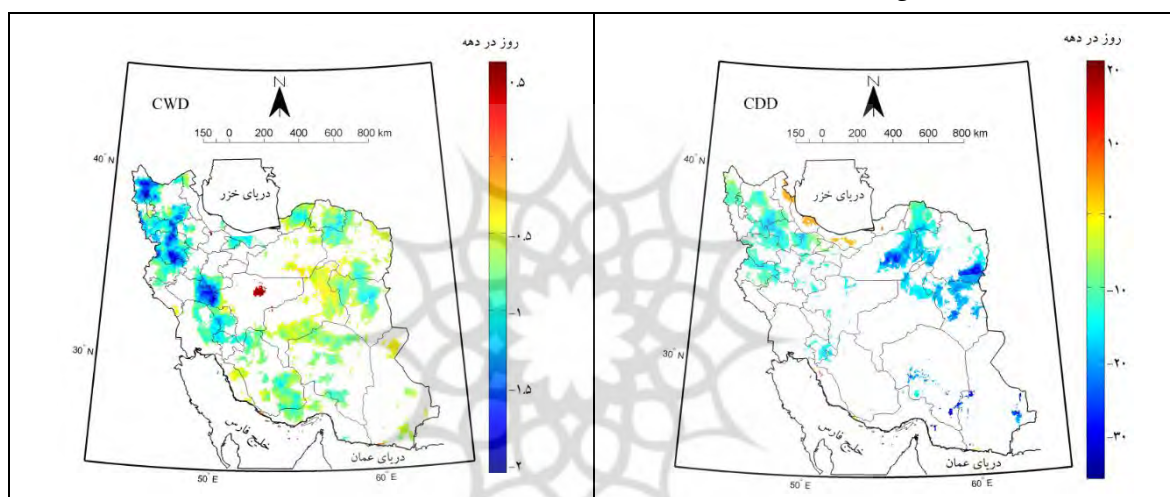 روز در دهه
CWD
N
150 0 200 400 600 800 km
40° N
دریای خزر
30° N
خلیج فارس
دریای عمان
50° E
60° E
۰.۵
۰
-۰.۵
-۱
-۱.۵
-۲
روز در دهه
CDD
N
150 0 200 400 600 800 km
40° N
دریای خزر
30° N
خلیج فارس
دریای عمان
50° E
60° E
۲۰
۱۰
۰
-۱۰
-۲۰
-۳۰